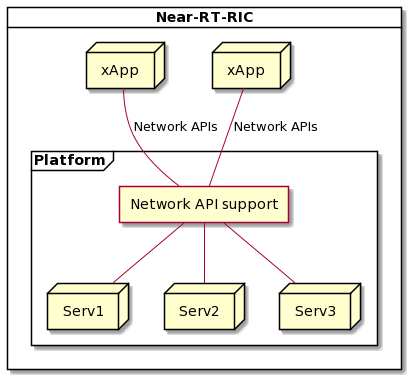 Near-RT-RIC
xApp
xApp
Network APIs
Network APIs
Platform
Network API support
Serv1
Serv2
Serv3